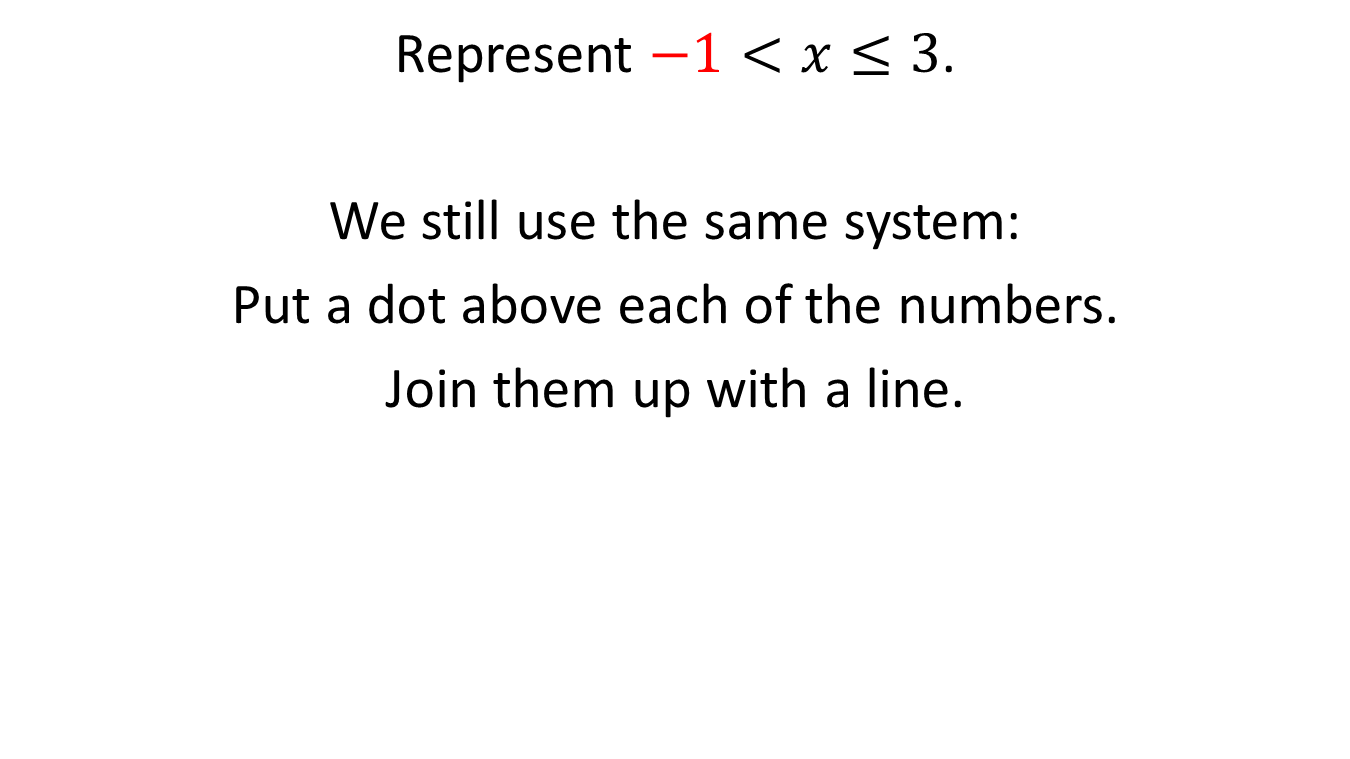 Represent −1 < x ≤ 3.
We still use the same system:
Put a dot above each of the numbers.
Join them up with a line.